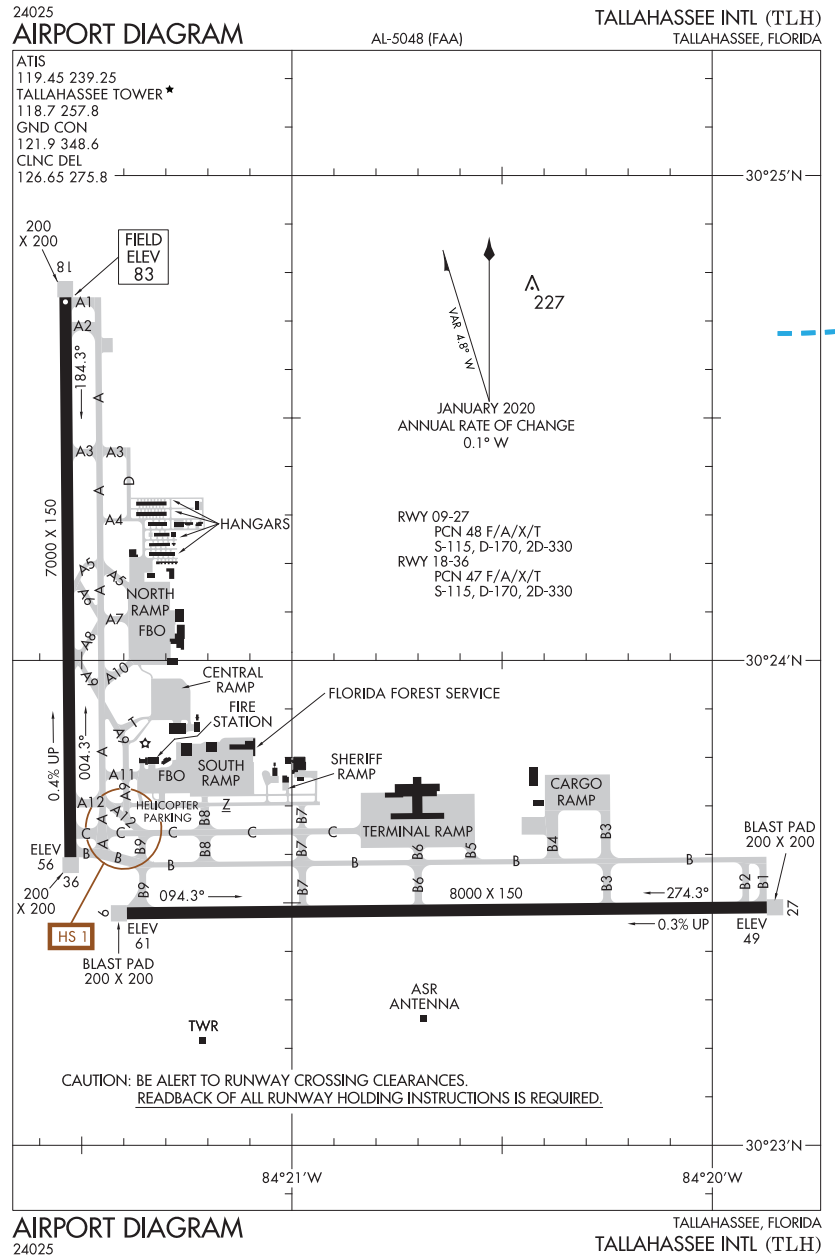 24025
AIRPORT DIAGRAM
AL-5048 (FAA)
TALLAHASSEE INTL (TLH)
TALLAHASSEE, FLORIDA
ATIS
119.45 239.25
TALLAHASSEE TOWER ★
118.7 257.8
GND CON
121.9 348.6
CLNC DEL
126.65 275.8
30°25'N
200
X 200
18
FIELD
ELEV
83
227
VAR 4.8° W
JANUARY 2020
ANNUAL RATE OF CHANGE
0.1° W
A1
A2
184.3°
A
A3
A3
D
A
A4
HANGARS
7000 X 150
RWY 09-27
PCN 48 F/A/X/T
S-115, D-170, 2D-330
RWY 18-36
PCN 47 F/A/X/T
S-115, D-170, 2D-330
A5
A5
A6
A
NORTH
RAMP
FBO
A7
A8
30°24'N
A9
A10
CENTRAL
RAMP
FIRE
STATION
FLORIDA FOREST SERVICE
T
A9
0.4% UP
004.3°
A
A11
A9
FBO
SOUTH
RAMP
SHERIFF
RAMP
CARGO
RAMP
A12
A12
HELICOPTER
PARKING
Z
A
B8
B7
C
C
C
C
C
TERMINAL RAMP
B4
B3
BLAST PAD
200 X 200
ELEV
56
B
A
B
B9
B
B8
B7
B
B6
B5
B
B
36
200
X 200
B9
094.3°
B7
B6
8000 X 150
B3
274.3°
B2
B1
9
27
HS 1
ELEV
61
0.3% UP
ELEV
49
BLAST PAD
200 X 200
ASR
ANTENNA
TWR
CAUTION: BE ALERT TO RUNWAY CROSSING CLEARANCES.
READBACK OF ALL RUNWAY HOLDING INSTRUCTIONS IS REQUIRED.
30°23'N
84°21'W
84°20'W
AIRPORT DIAGRAM
24025
TALLAHASSEE, FLORIDA
TALLAHASSEE INTL (TLH)